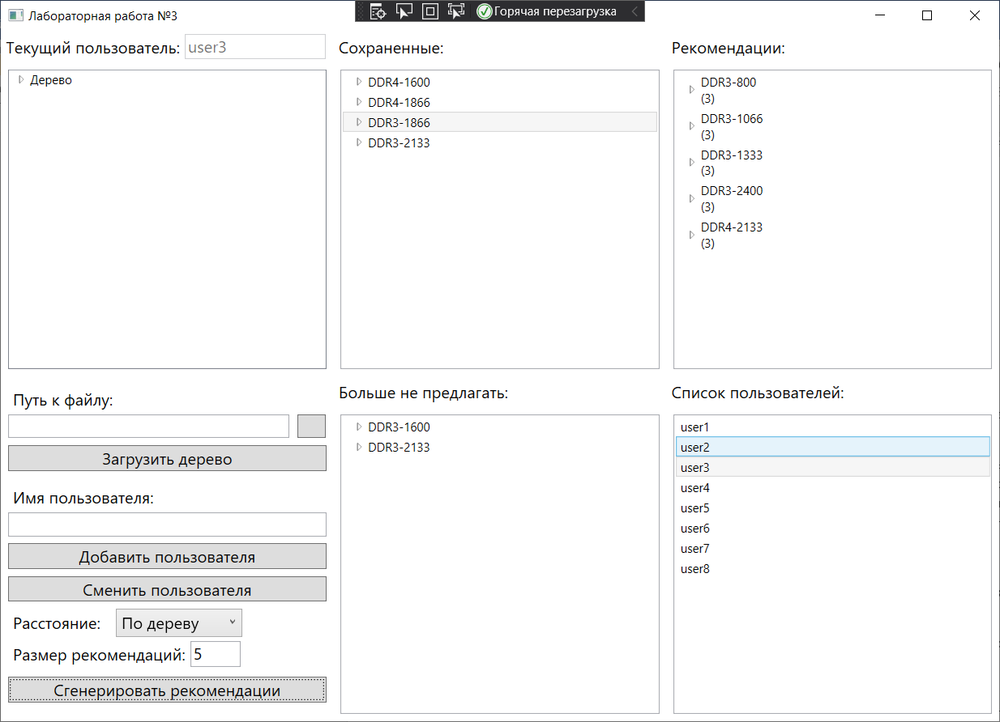 Лабораторная работа №3
Горячая перезагрузка
Текущий пользователь: user3
Дерево
Сохраненные:
DDR4-1600
DDR4-1866
DDR3-1866
DDR3-2133
Рекомендации:
DDR3-800
(3)
DDR3-1066
(3)
DDR3-1333
(3)
DDR3-2400
(3)
DDR4-2133
(3)
Путь к файлу:
Загрузить дерево
Имя пользователя:
Добавить пользователя
Сменить пользователя
Расстояние: По дереву
Размер рекомендаций: 5
Сгенерировать рекомендации
Больше не предлагать:
DDR3-1600
DDR3-2133
Список пользователей:
user1
user2
user3
user4
user5
user6
user7
user8